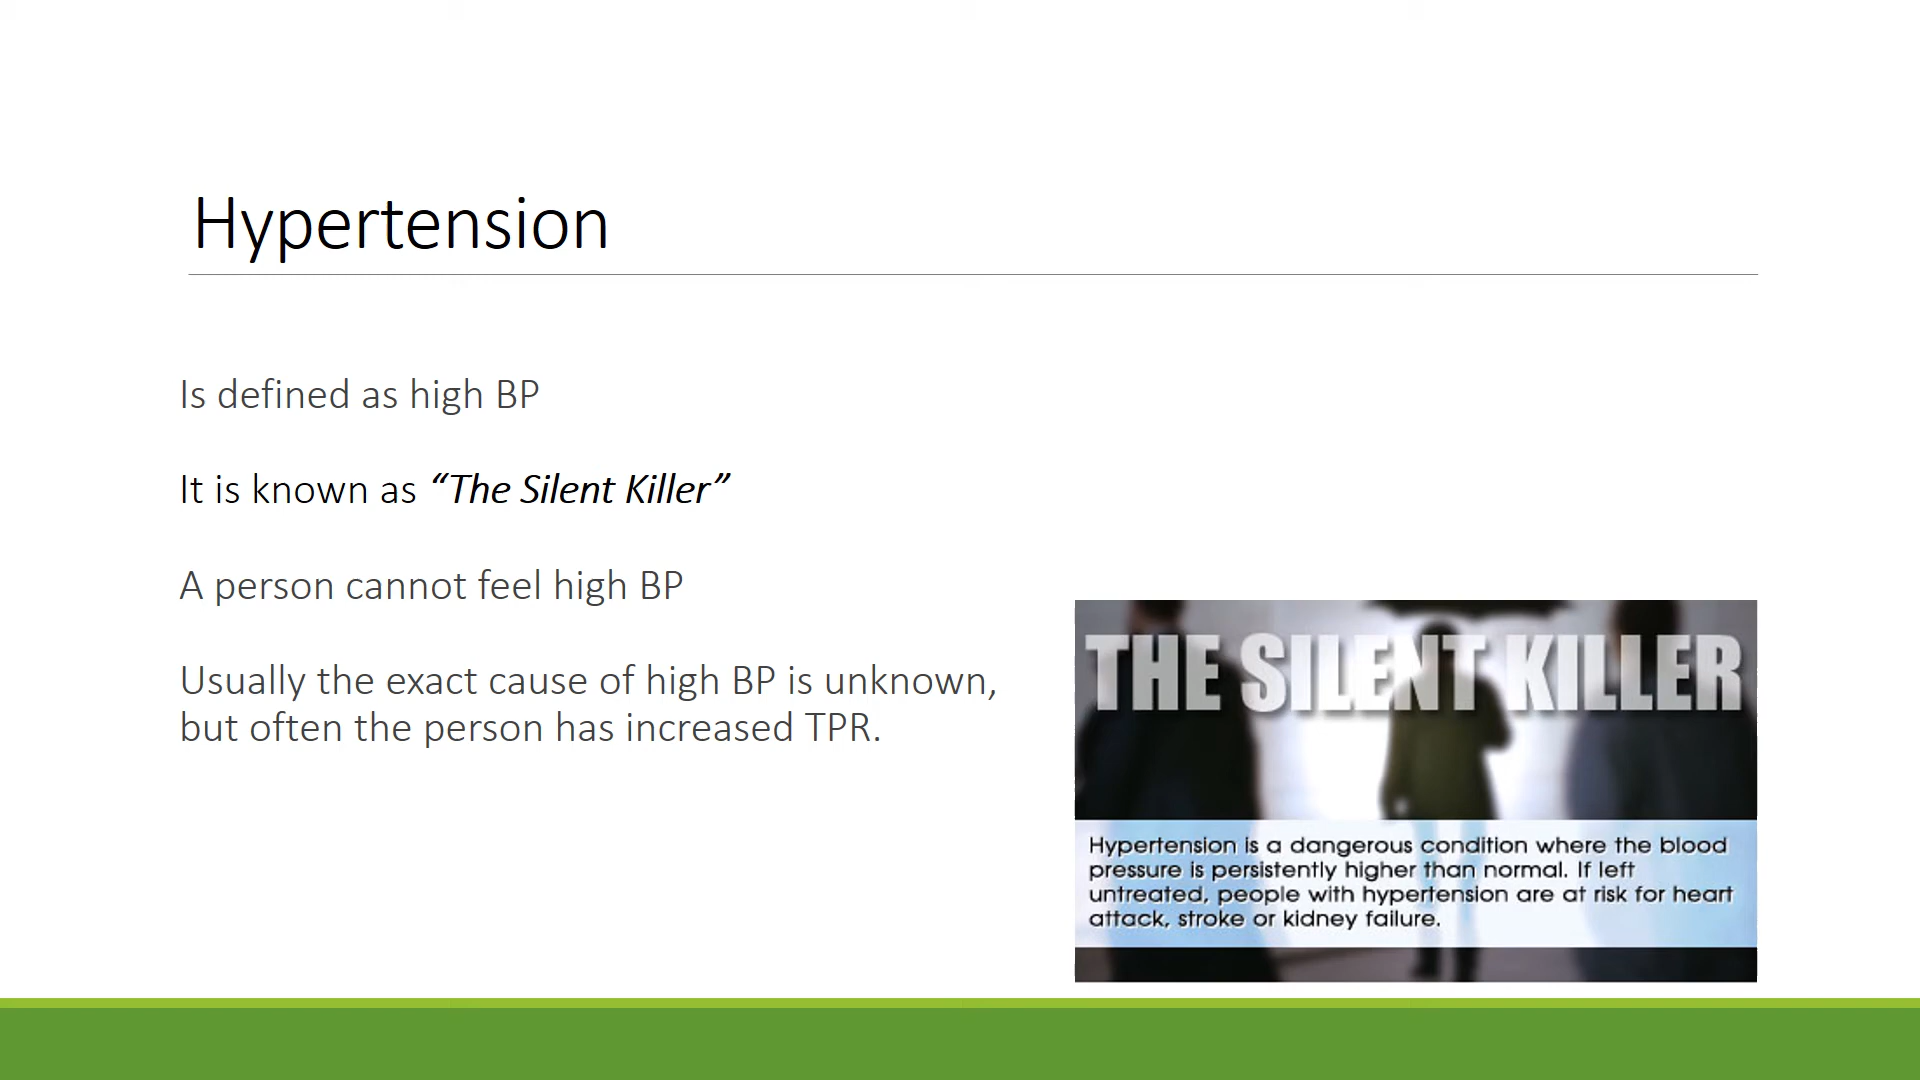 Hypertension
Is defined as high BP
It is known as “The Silent Killer”
A person cannot feel high BP
Usually the exact cause of high BP is unknown,
but often the person has increased TPR.
THE SILENT KILLER
Hypertension is a dangerous condition where the blood
pressure is persistently higher than normal. If left
untreated, people with hypertension are at risk for heart
attack, stroke or kidney failure.